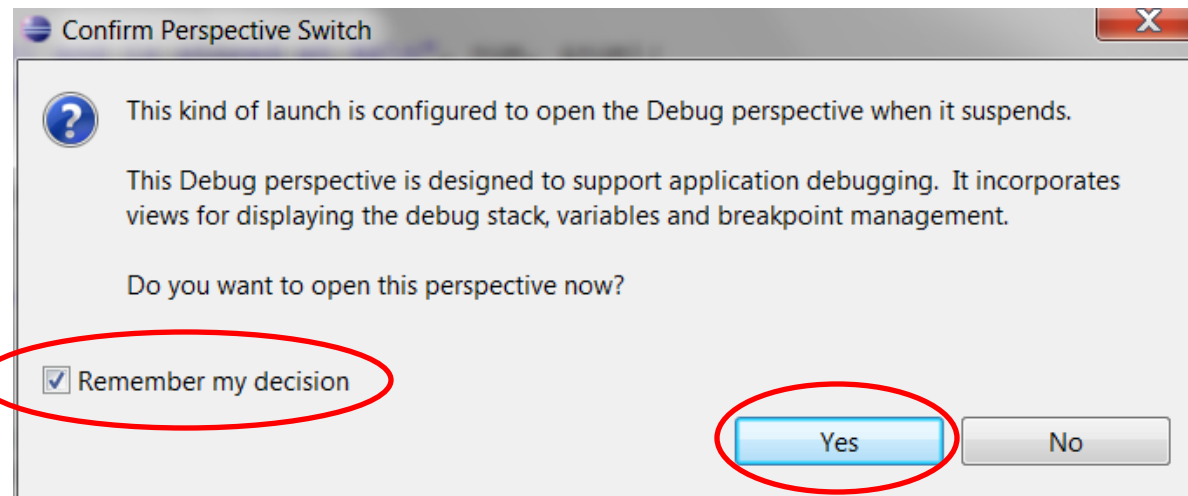 Confirm Perspective Switch
This kind of launch is configured to open the Debug perspective when it suspends.
This Debug perspective is designed to support application debugging.  It incorporates
views for displaying the debug stack, variables and breakpoint management.
Do you want to open this perspective now?
Remember my decision
Yes No